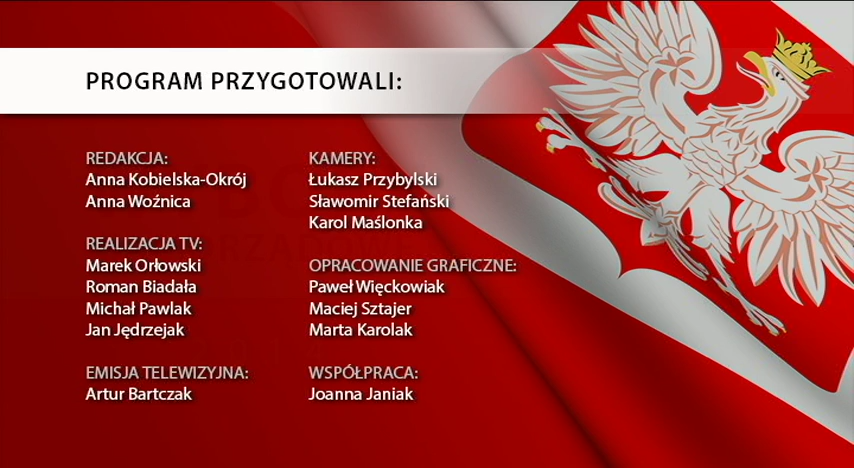 PROGRAM PRZYGOTOWALI:
REDAKCJA:
Anna Kobielska-Okrój
Anna Woźnica
REALIZACJA TV:
Marek Orłowski
Roman Biadała
Michał Pawlak
Jan Jędrzejak
EMISJA TELEWIZYJNA:
Artur Bartczak
KAMERY:
Łukasz Przybylski
Sławomir Stefański
Karol Maślonka
OPRACOWANIE GRAFICZNE:
Paweł Więckowiak
Maciej Sztajer
Marta Karolak
WSPÓŁPRACA:
Joanna Janiak